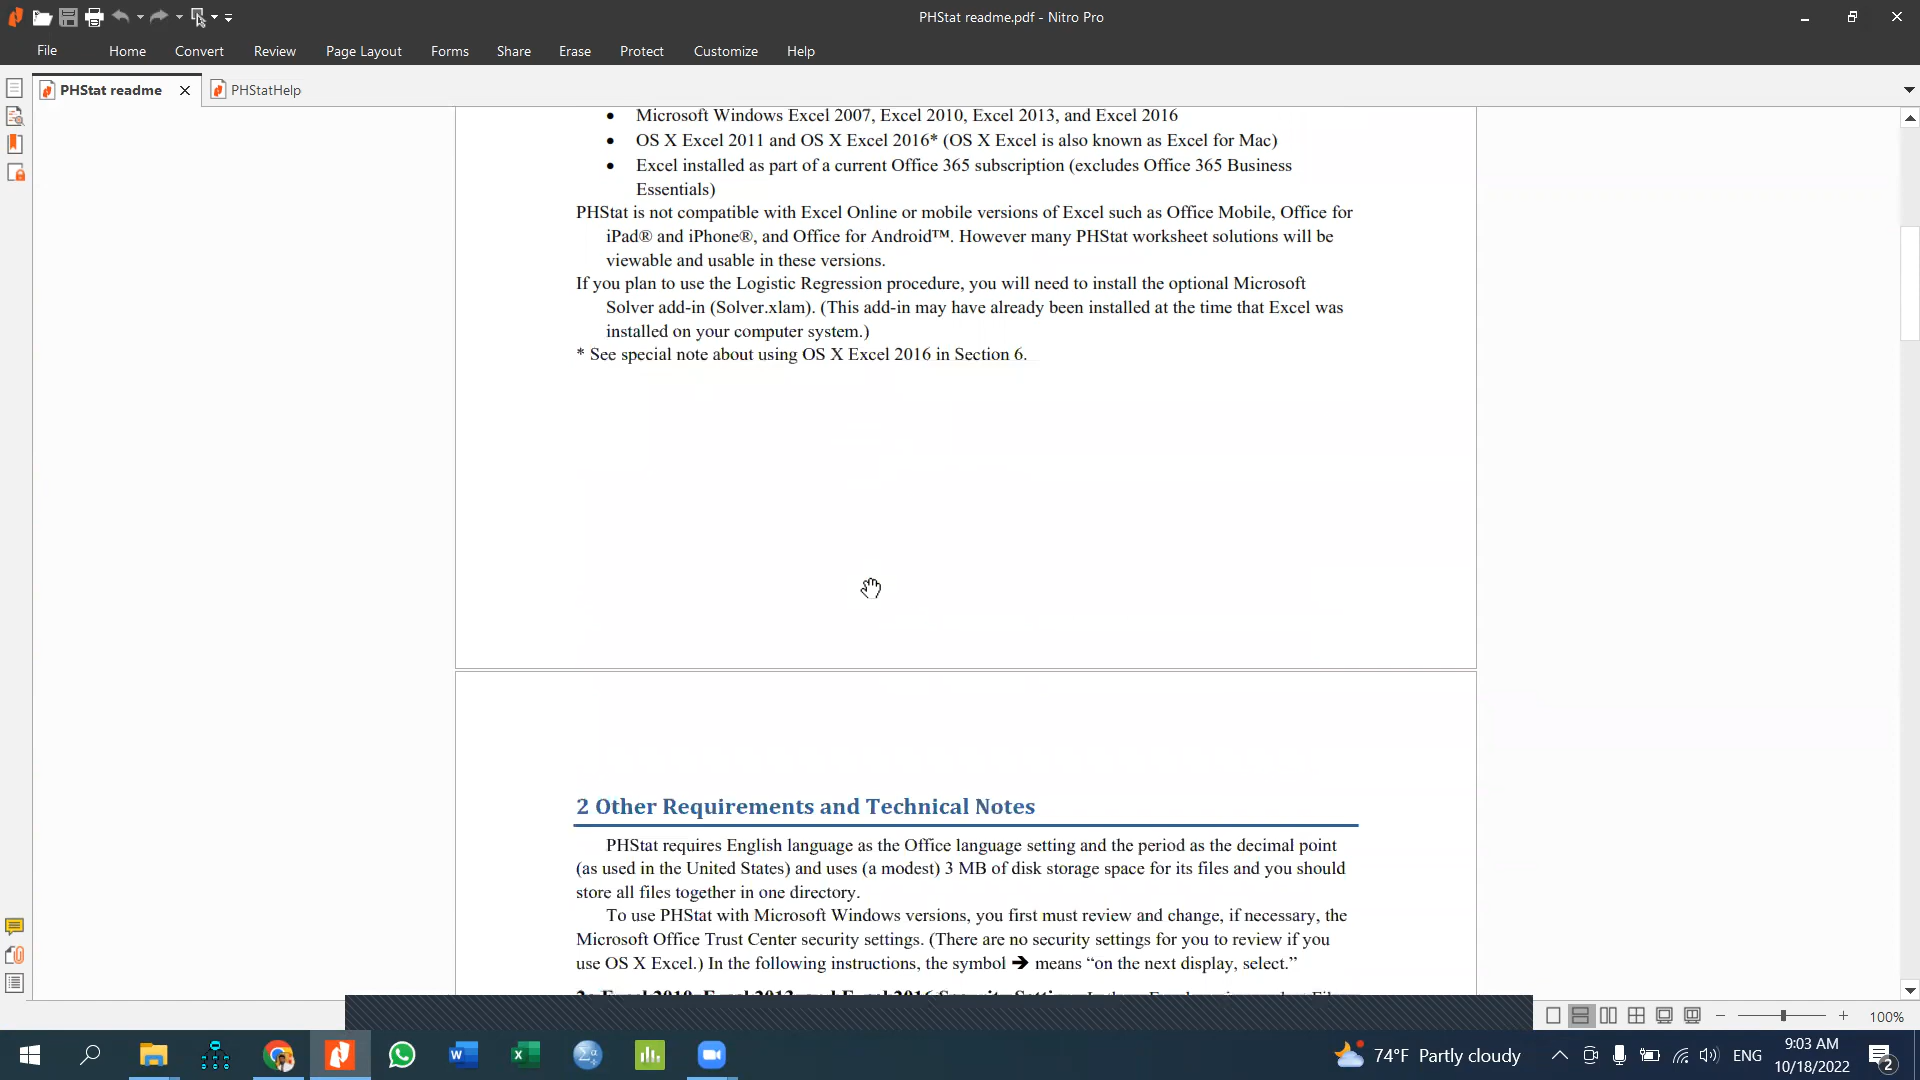 PHStat readme.pdf - Nitro Pro
File Home Convert Review Page Layout Forms Share Erase Protect Customize Help
PHStat readme PHStatHelp
• Microsoft Windows Excel 2007, Excel 2010, Excel 2013, and Excel 2016
• OS X Excel 2011 and OS X Excel 2016* (OS X Excel is also known as Excel for Mac)
• Excel installed as part of a current Office 365 subscription (excludes Office 365 Business
Essentials)
PHStat is not compatible with Excel Online or mobile versions of Excel such as Office Mobile, Office for
iPad® and iPhone®, and Office for Android™. However many PHStat worksheet solutions will be
viewable and usable in these versions.
If you plan to use the Logistic Regression procedure, you will need to install the optional Microsoft
Solver add-in (Solver.xlam). (This add-in may have already been installed at the time that Excel was
installed on your computer system.)
* See special note about using OS X Excel 2016 in Section 6.
2 Other Requirements and Technical Notes
PHStat requires English language as the Office language setting and the period as the decimal point
(as used in the United States) and uses (a modest) 3 MB of disk storage space for its files and you should
store all files together in one directory.
To use PHStat with Microsoft Windows versions, you first must review and change, if necessary, the
Microsoft Office Trust Center security settings. (There are no security settings for you to review if you
use OS X Excel.) In the following instructions, the symbol ➔ means “on the next display, select.”
100%
74°F Partly cloudy ENG
9:03 AM
10/18/2022
2